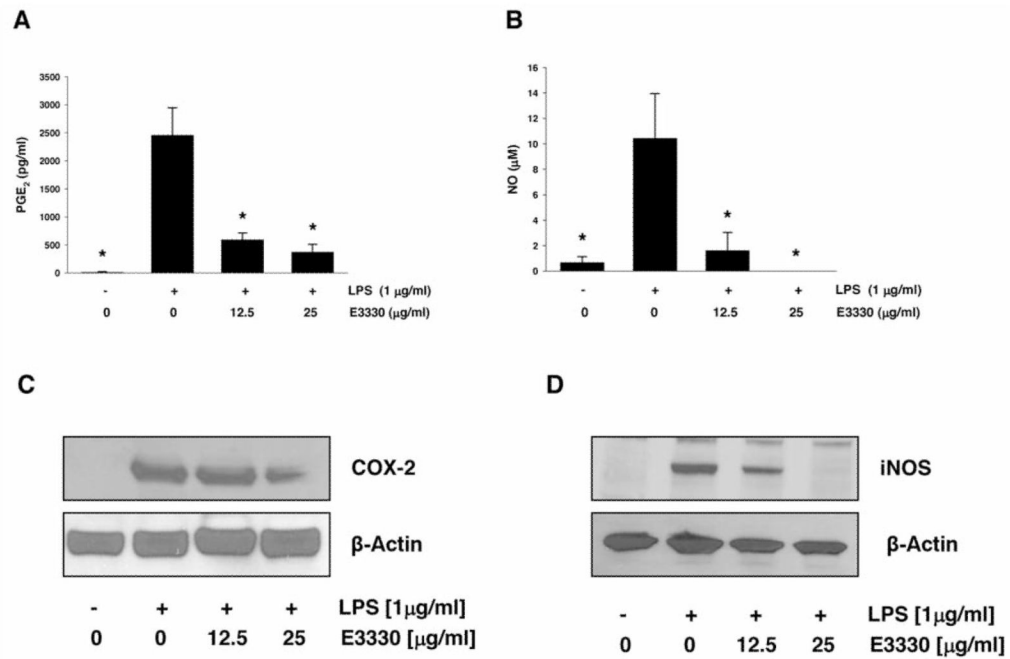 A
PGE2 (pg/ml)
3500
3000
2500
2000
1500
1000
500
0
* * *
- + + + LPS (1 µg/ml)
0 0 12.5 25 E3330 (µg/ml)
B
NO (µM)
16
14
12
10
8
6
4
2
0
* * *
- + + + LPS (1 µg/ml)
0 0 12.5 25 E3330 (µg/ml)
C
COX-2
β-Actin
- + + + LPS [1µg/ml]
0 0 12.5 25 E3330 [µg/ml]
D
iNOS
β-Actin
- + + + LPS [1µg/ml]
0 0 12.5 25 E3330 [µg/ml]